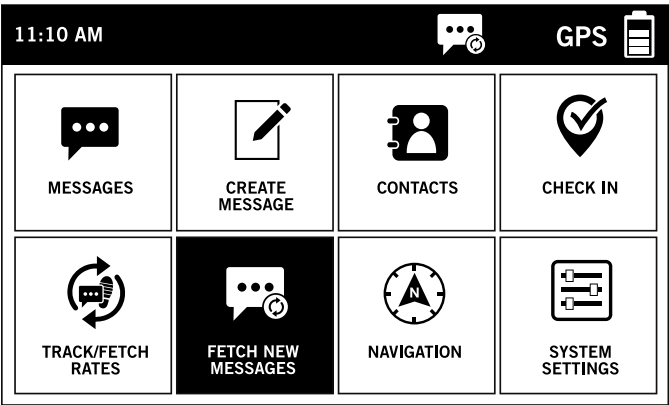 11:10 AM
GPS
MESSAGES
CREATE
MESSAGE
CONTACTS
CHECK IN
TRACK/FETCH
RATES
FETCH NEW
MESSAGES
N
NAVIGATION
SYSTEM
SETTINGS